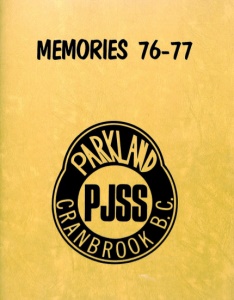 MEMORIES 76-77
PARKLAND
PJSS
CRANBROOK B.C.